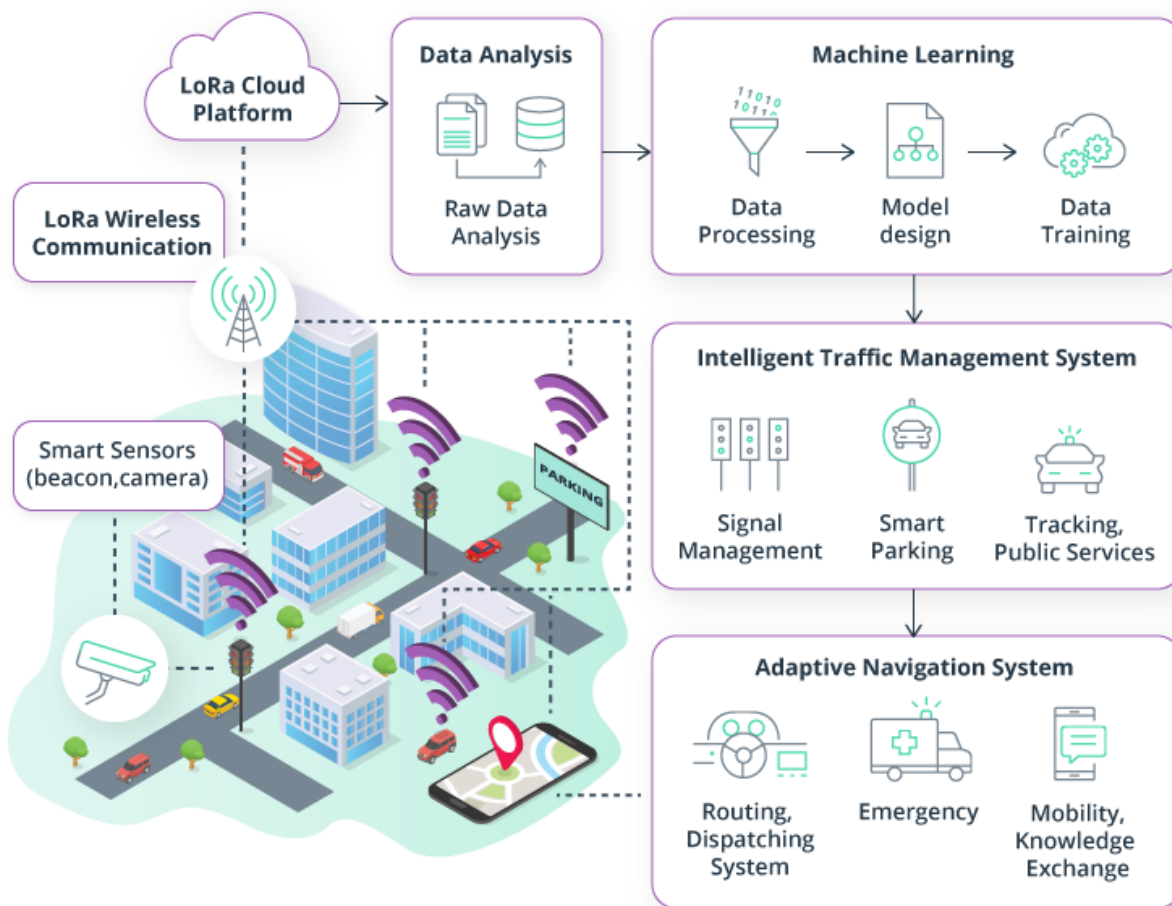 LoRa Cloud
Platform
Data Analysis
Raw Data
Analysis
Machine Learning
11010
10110
Data
Processing
Model
design
Data
Training
LoRa Wireless
Communication
Smart Sensors
(beacon,camera)
PARKING
Intelligent Traffic Management System
Signal
Management
Smart
Parking
Tracking,
Public Services
Adaptive Navigation System
Routing,
Dispatching
System
Emergency
Mobility,
Knowledge
Exchange